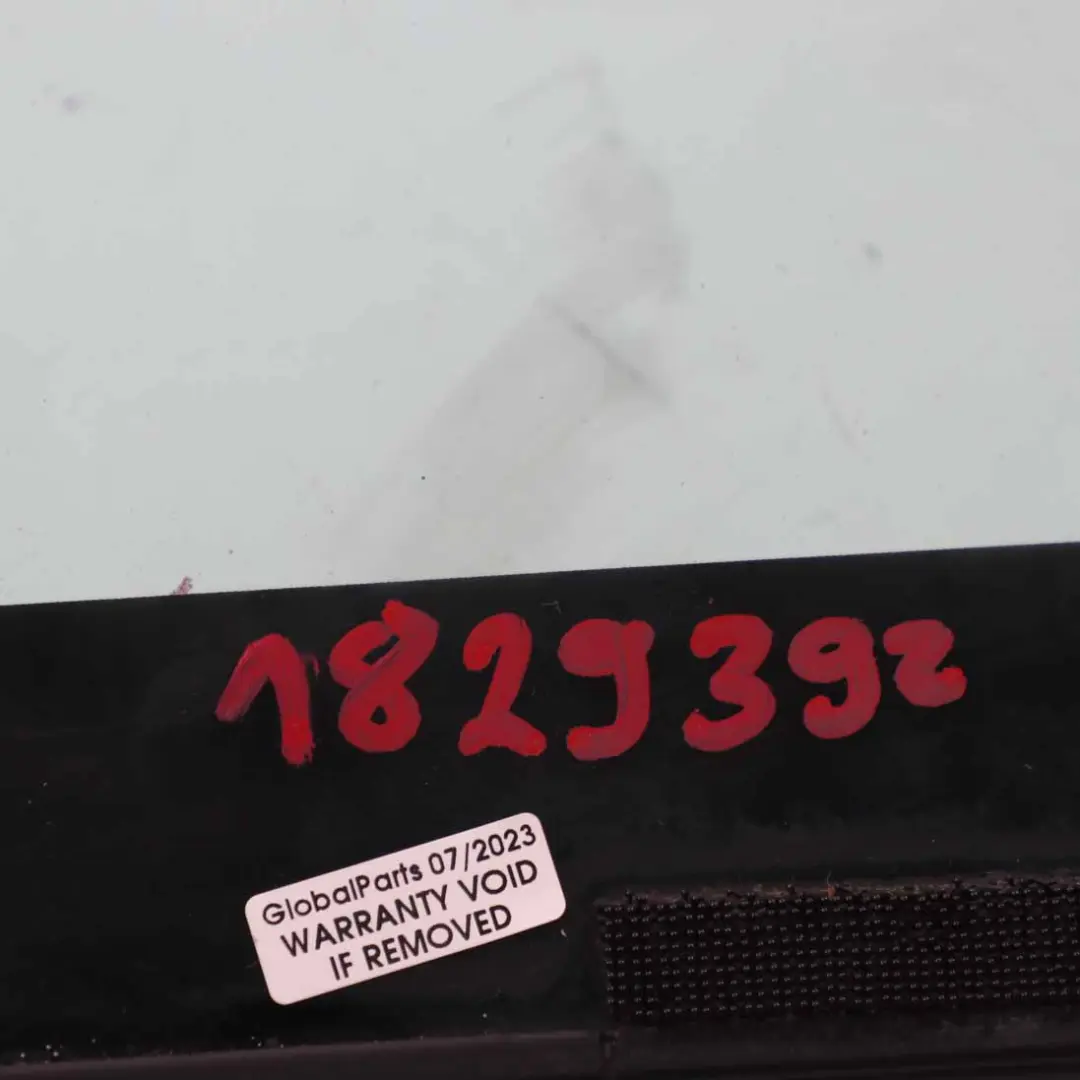 182939z
GlobalParts 07/2023
WARRANTY VOID
IF REMOVED